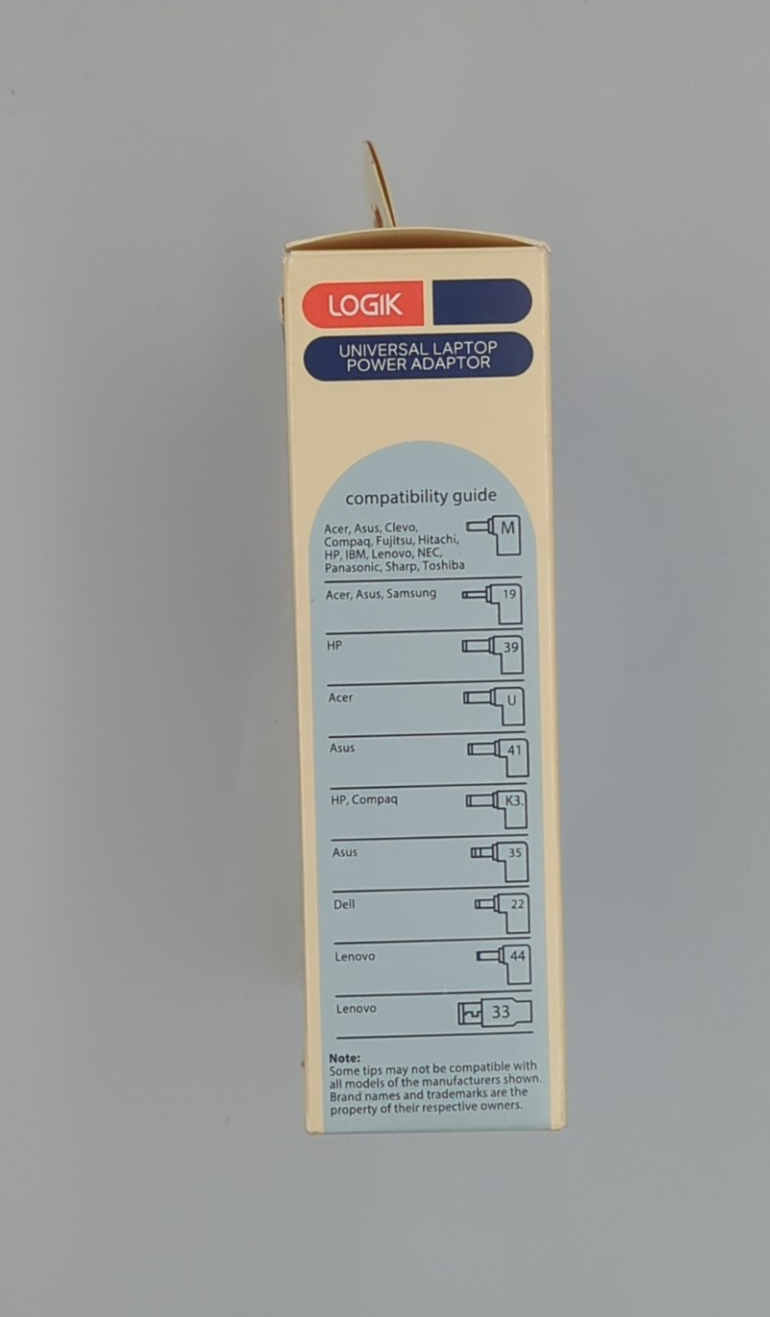 LOGIK
UNIVERSAL LAPTOP
POWER ADAPTOR
compatibility guide
Acer, Asus, Clevo,
Compaq, Fujitsu, Hitachi,
HP, IBM, Lenovo, NEC,
Panasonic, Sharp, Toshiba
M
Acer, Asus, Samsung 19
HP 39
Acer U
Asus 41
HP, Compaq K3.
Asus 35
Dell 22
Lenovo 44
Lenovo 33
Note:
Some tips may not be compatible with
all models of the manufacturers shown.
Brand names and trademarks are the
property of their respective owners.